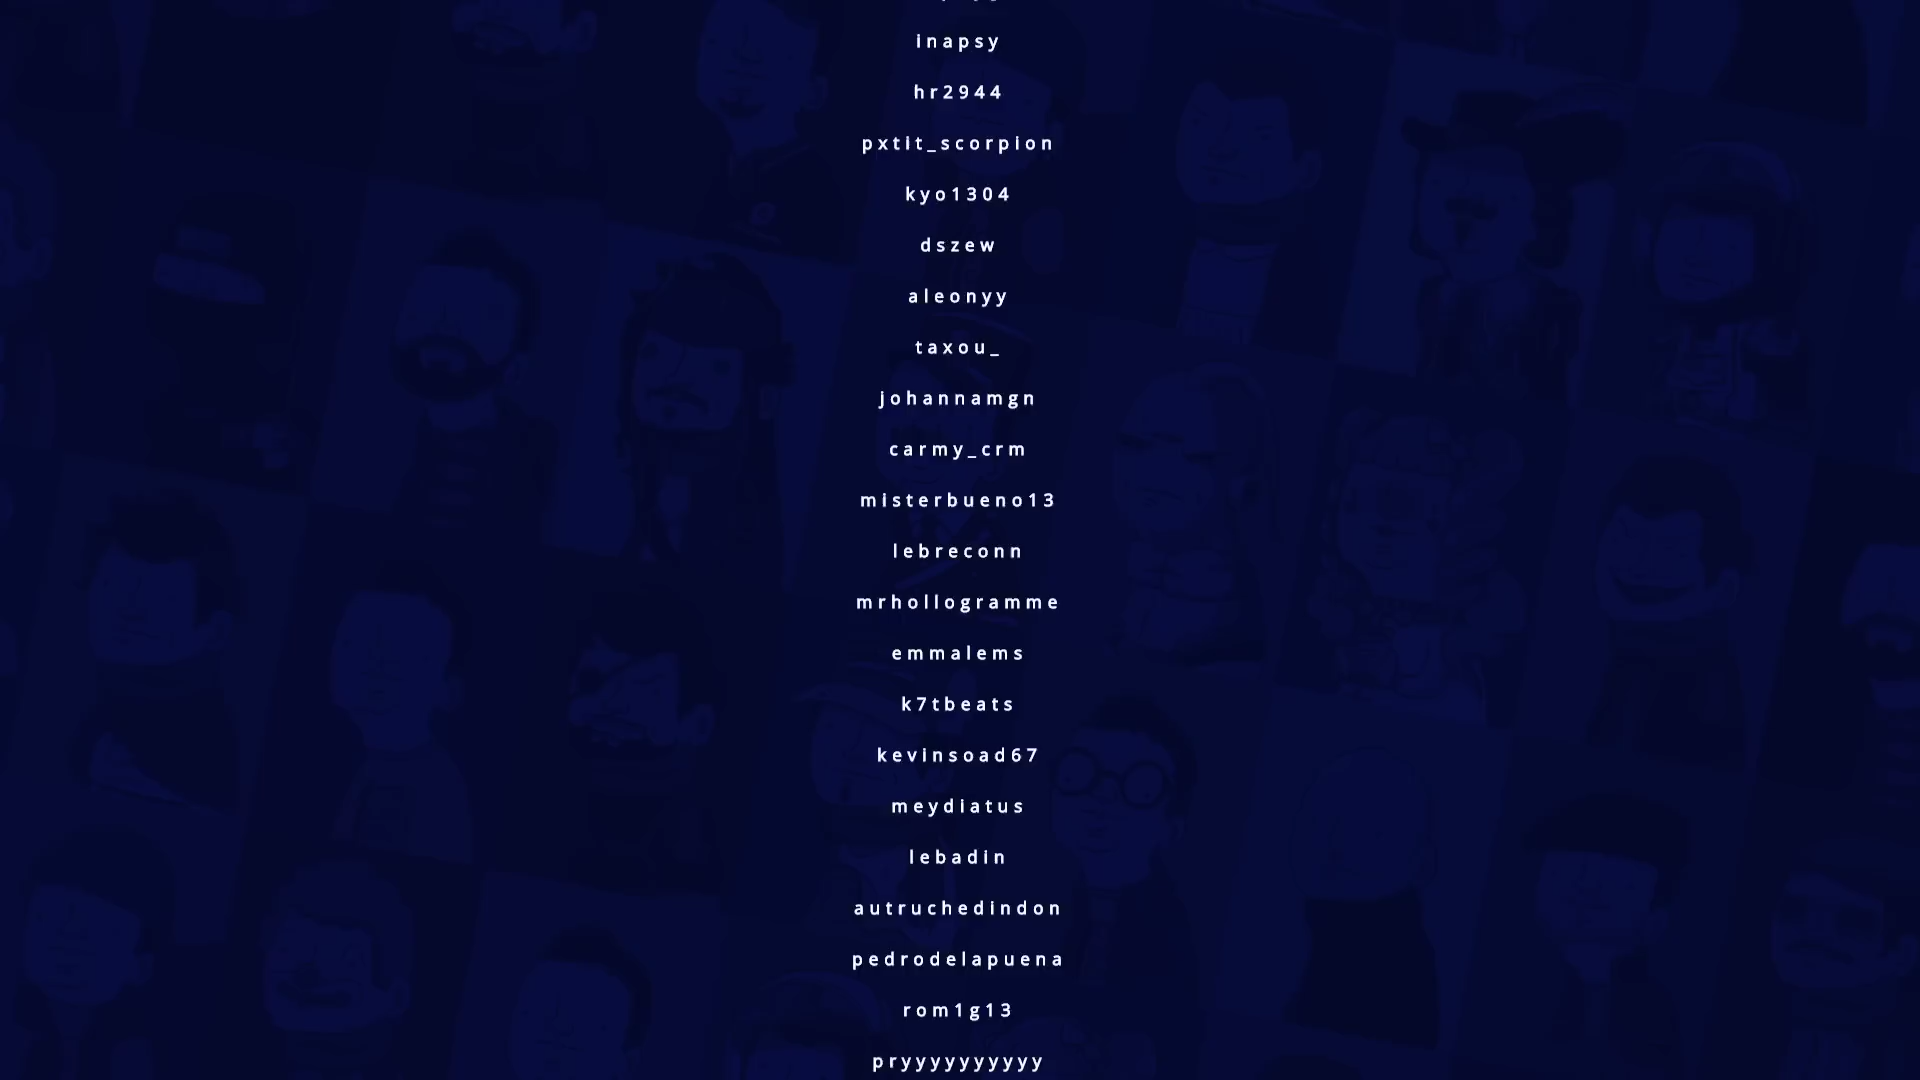 inapsy
hr2944
pxtit_scorpion
kyo1304
dszew
aleonyy
taxou_
johannamgn
carmy_crm
misterbueno13
lebreconn
mrhollogramme
emmalems
k7tbeats
kevinsoad67
meydiatus
lebadin
autruchedindon
pedrodelapuena
rom1g13
pryyyyyyyyyy